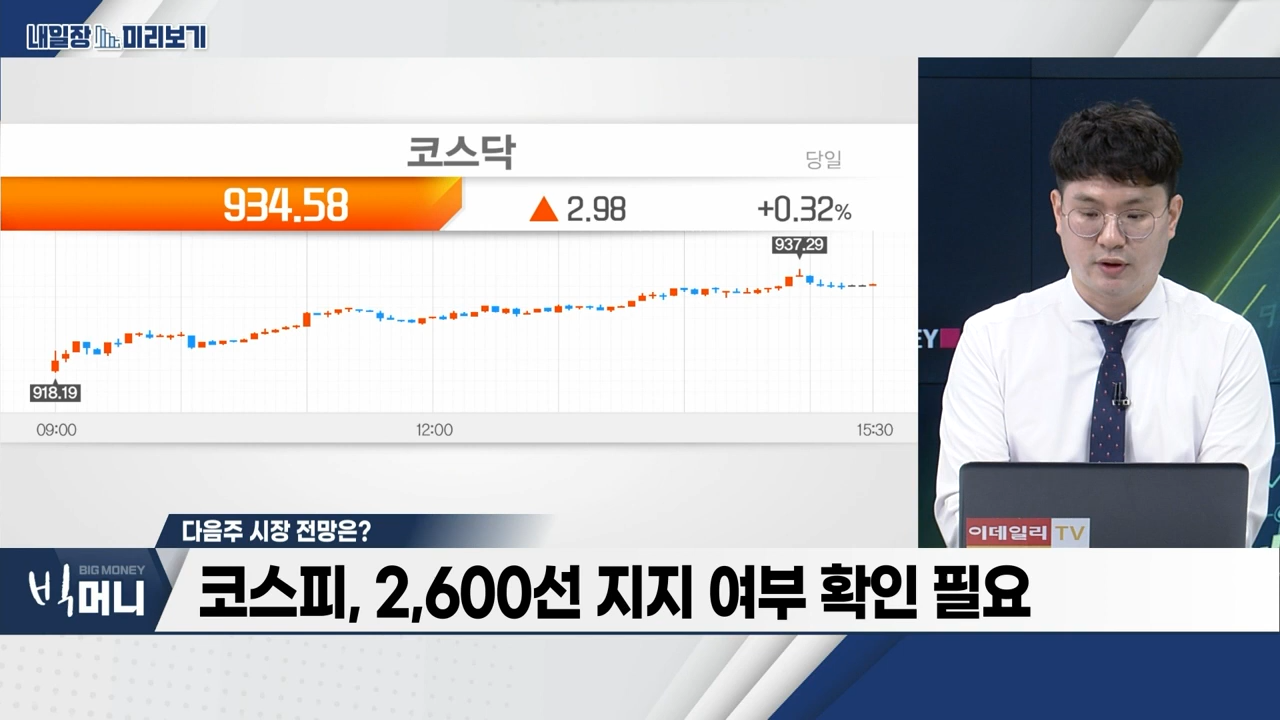 내일장 미리보기
코스닥
당일
934.58
▲ 2.98
+0.32%
937.29
918.19
09:00
12:00
15:30
EY
이데일리 TV
다음주 시장 전망은?
BIG MONEY
빅머니
코스피, 2,600선 지지 여부 확인 필요